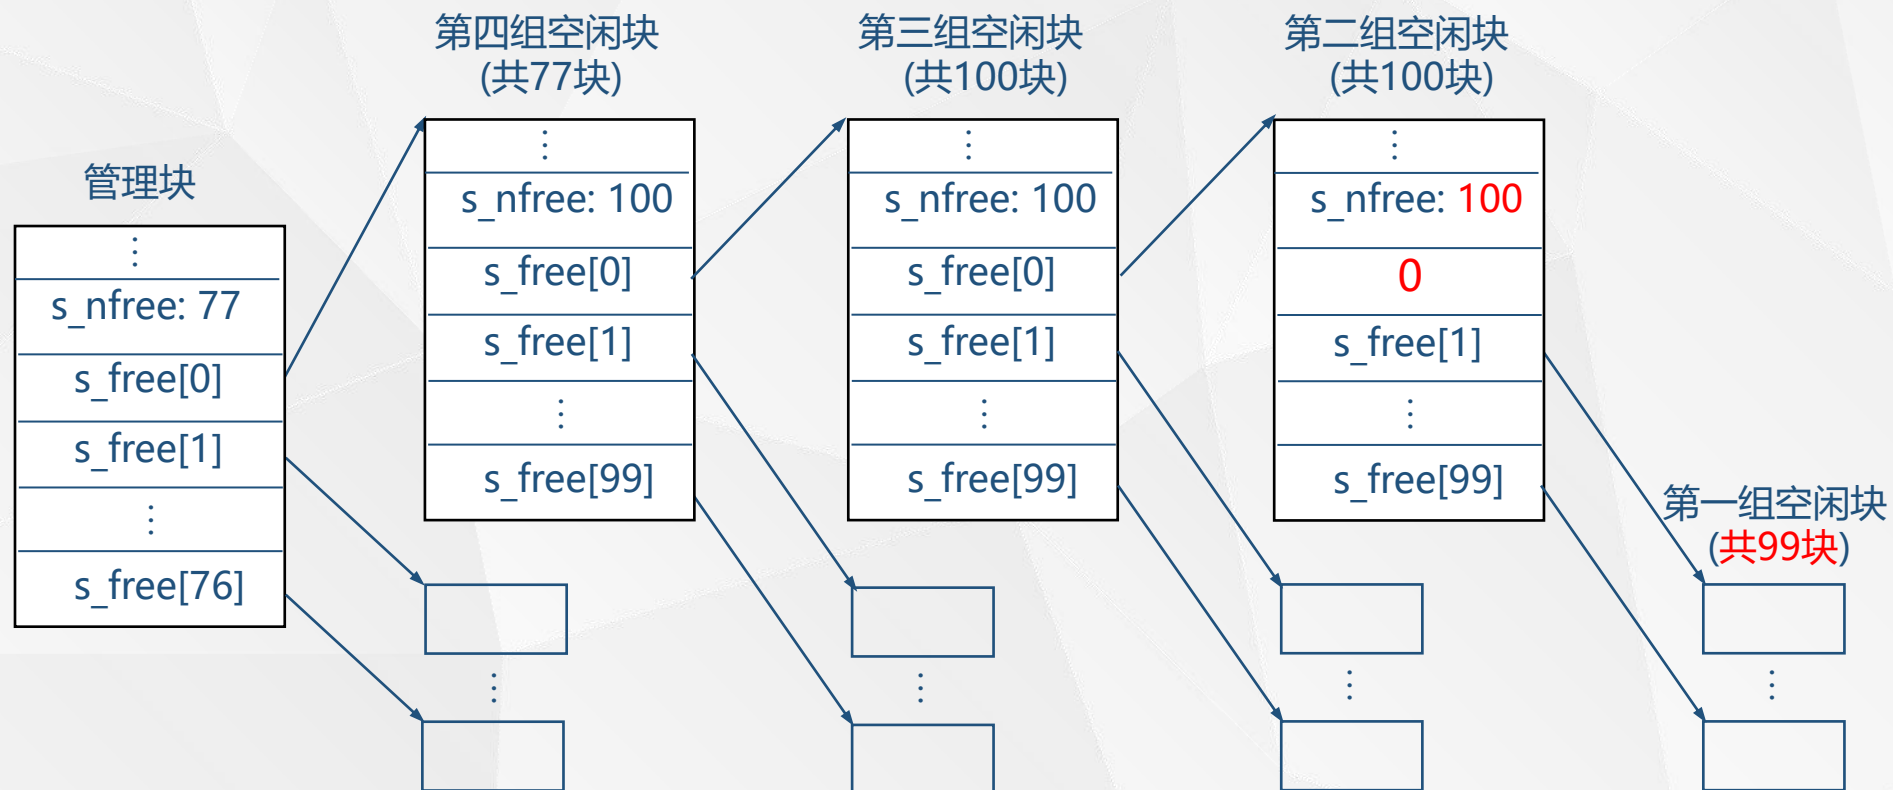 第四组空闲块
(共77块)
第三组空闲块
(共100块)
第二组空闲块
(共100块)
管理块
⋮
s_nfree: 77
s_free[0]
s_free[1]
⋮
s_free[76]
⋮
s_nfree: 100
s_free[0]
s_free[1]
⋮
s_free[99]
⋮
s_nfree: 100
s_free[0]
s_free[1]
⋮
s_free[99]
⋮
s_nfree: 100
0
s_free[1]
⋮
s_free[99]
第一组空闲块
(共99块)
⋮
⋮
⋮
⋮